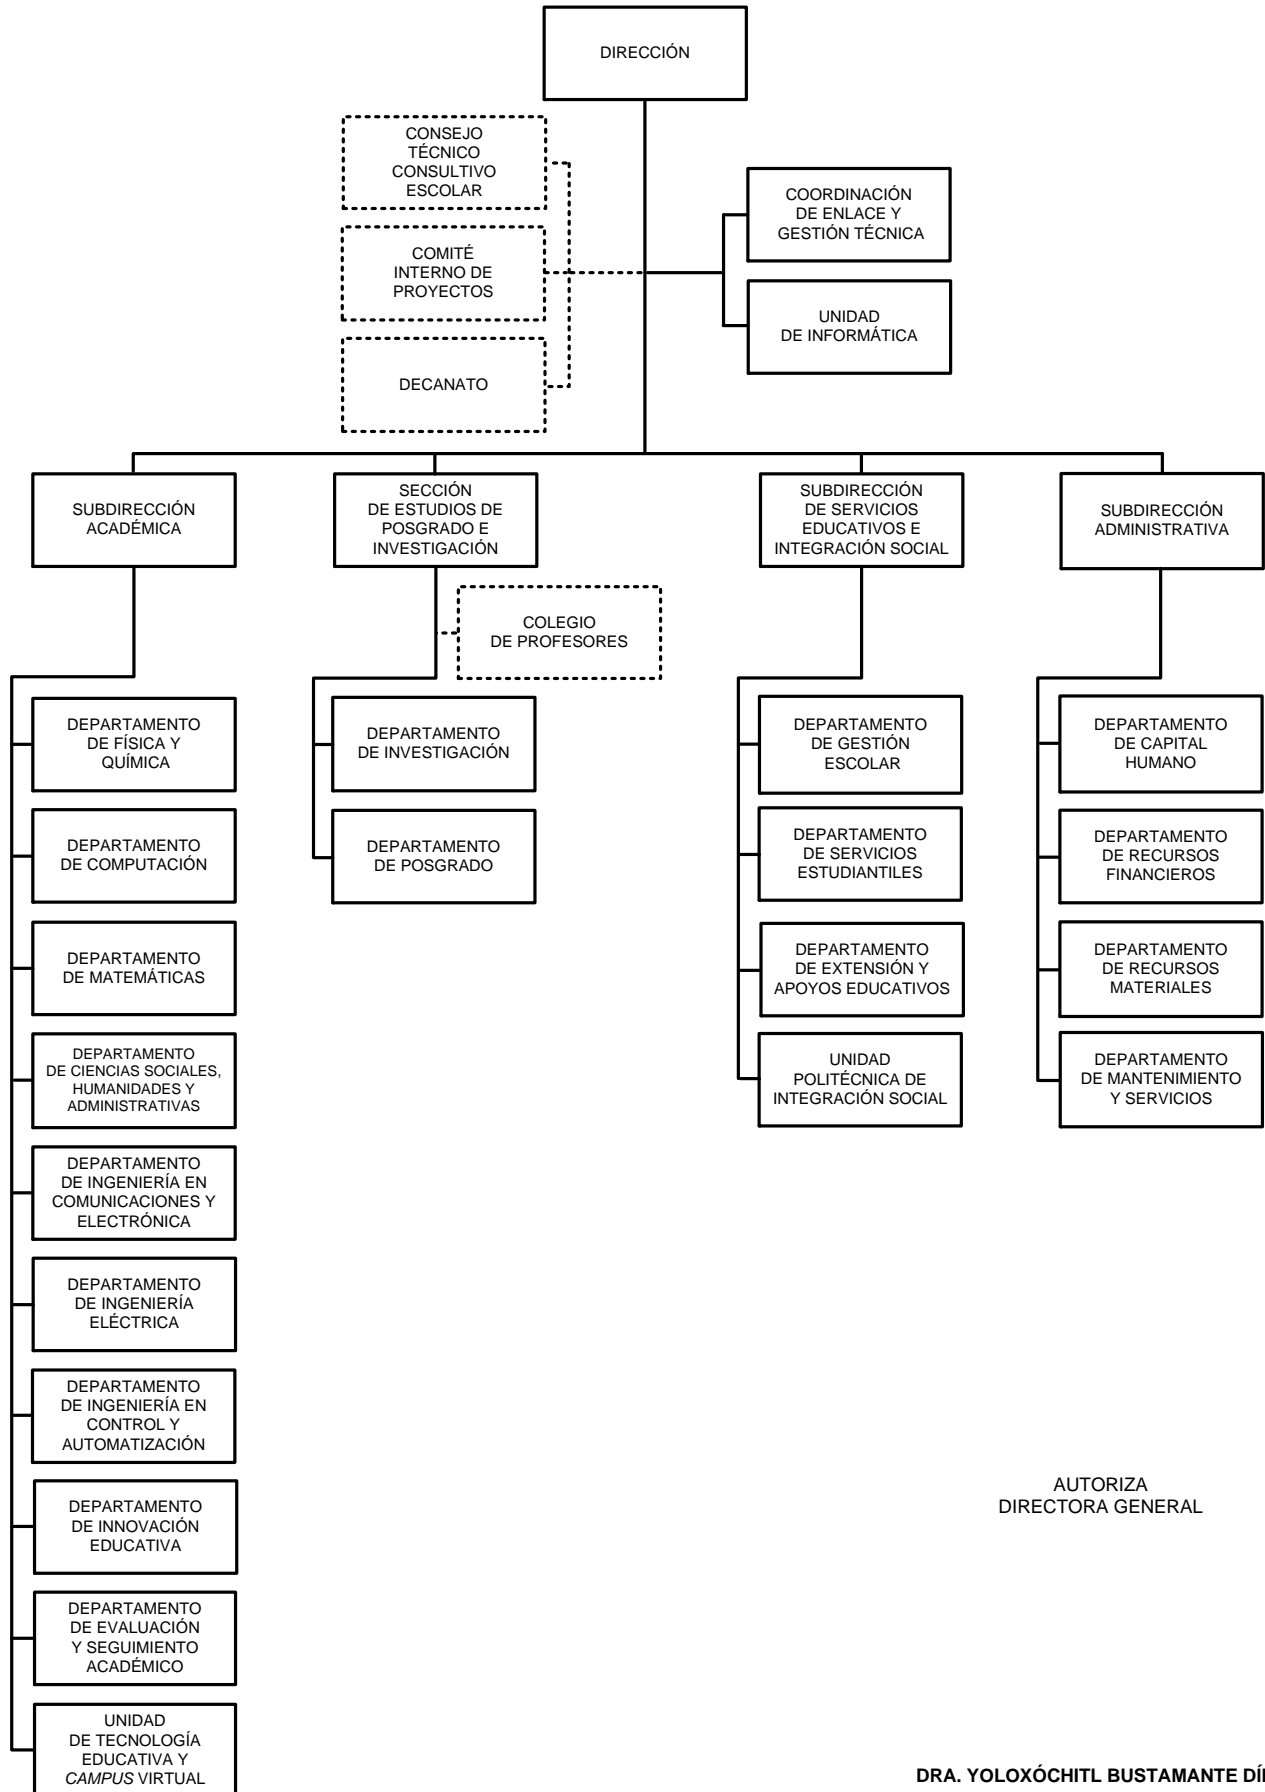 DIRECCIÓN
CONSEJO
TÉCNICO
CONSULTIVO
ESCOLAR
COMITÉ
INTERNO DE
PROYECTOS
DECANATO
COORDINACIÓN
DE ENLACE Y
GESTIÓN TÉCNICA
UNIDAD
DE INFORMÁTICA
SUBDIRECCIÓN
ACADÉMICA
SECCIÓN
DE ESTUDIOS DE
POSGRADO E
INVESTIGACIÓN
SUBDIRECCIÓN
DE SERVICIOS
EDUCATIVOS E
INTEGRACIÓN SOCIAL
SUBDIRECCIÓN
ADMINISTRATIVA
COLEGIO
DE PROFESORES
DEPARTAMENTO
DE FÍSICA Y
QUÍMICA
DEPARTAMENTO
DE COMPUTACIÓN
DEPARTAMENTO
DE MATEMÁTICAS
DEPARTAMENTO
DE CIENCIAS SOCIALES,
HUMANIDADES Y
ADMINISTRATIVAS
DEPARTAMENTO
DE INGENIERÍA EN
COMUNICACIONES Y
ELECTRÓNICA
DEPARTAMENTO
DE INGENIERÍA
ELÉCTRICA
DEPARTAMENTO
DE INGENIERÍA EN
CONTROL Y
AUTOMATIZACIÓN
DEPARTAMENTO
DE INNOVACIÓN
EDUCATIVA
DEPARTAMENTO
DE EVALUACIÓN
Y SEGUIMIENTO
ACADÉMICO
UNIDAD
DE TECNOLOGÍA
EDUCATIVA Y
CAMPUS VIRTUAL
DEPARTAMENTO
DE INVESTIGACIÓN
DEPARTAMENTO
DE POSGRADO
DEPARTAMENTO
DE GESTIÓN
ESCOLAR
DEPARTAMENTO
DE SERVICIOS
ESTUDIANTILES
DEPARTAMENTO
DE EXTENSIÓN Y
APOYOS EDUCATIVOS
UNIDAD
POLITÉCNICA DE
INTEGRACIÓN SOCIAL
DEPARTAMENTO
DE CAPITAL
HUMANO
DEPARTAMENTO
DE RECURSOS
FINANCIEROS
DEPARTAMENTO
DE RECURSOS
MATERIALES
DEPARTAMENTO
DE MANTENIMIENTO
Y SERVICIOS
AUTORIZA
DIRECTORA GENERAL
DRA. YOLOXÓCHITL BUSTAMANTE